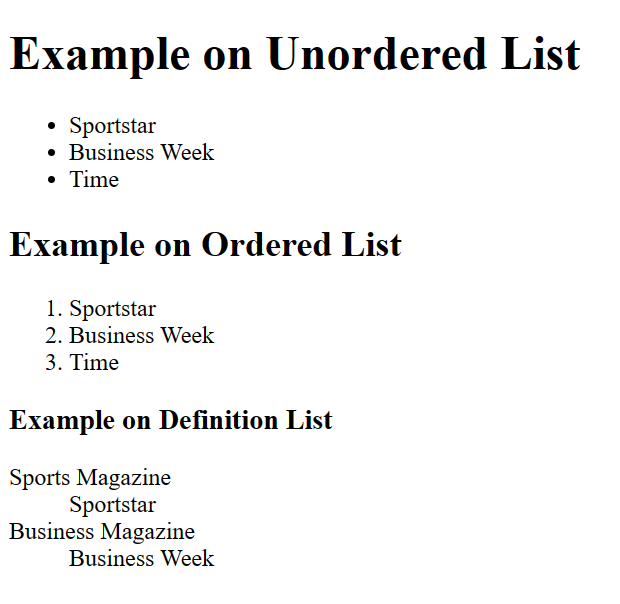 Example on Unordered List
• Sportstar
• Business Week
• Time
Example on Ordered List
1. Sportstar
2. Business Week
3. Time
Example on Definition List
Sports Magazine
Sportstar
Business Magazine
Business Week